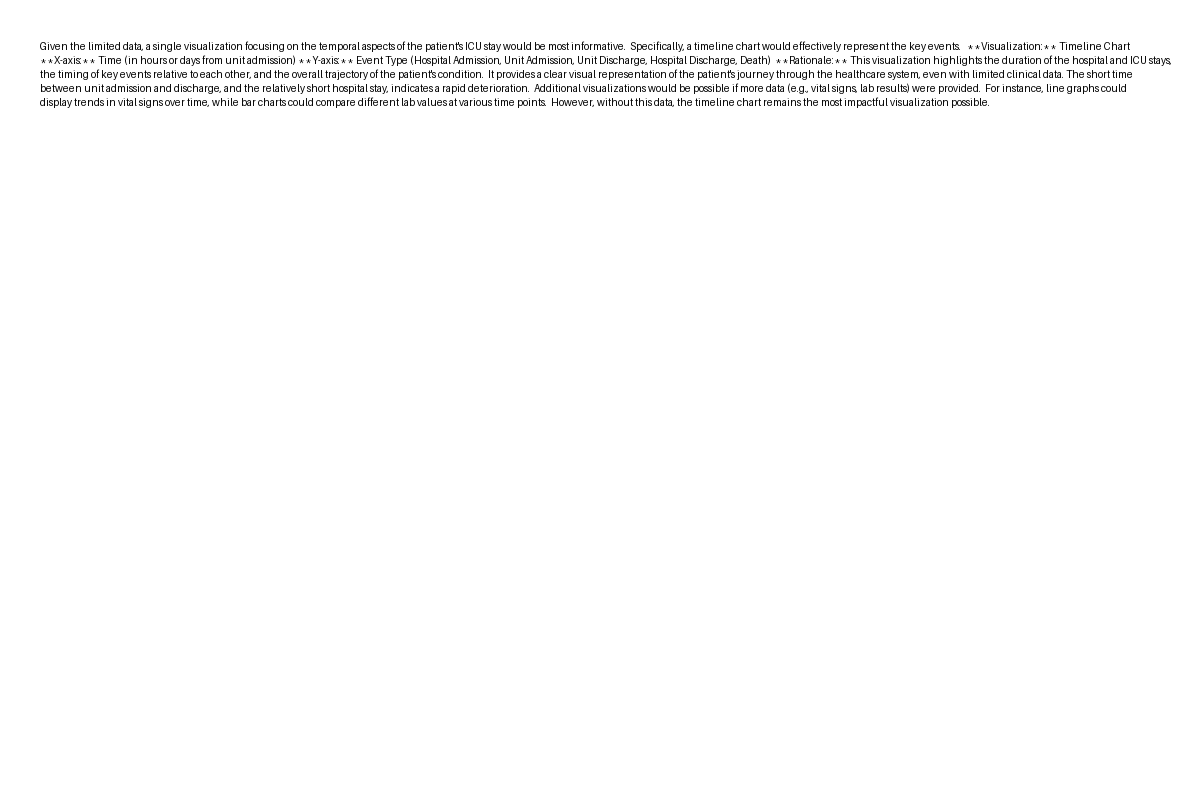 Given the limited data, a single visualization focusing on the temporal aspects of the patient's ICU stay would be most informative.  Specifically, a timeline chart would effectively represent the key events.   **Visualization:** Timeline Chart
**X-axis:** Time (in hours or days from unit admission) **Y-axis:** Event Type (Hospital Admission, Unit Admission, Unit Discharge, Hospital Discharge, Death)  **Rationale:** This visualization highlights the duration of the hospital and ICU stays,
the timing of key events relative to each other, and the overall trajectory of the patient's condition.  It provides a clear visual representation of the patient's journey through the healthcare system, even with limited clinical data. The short time
between unit admission and discharge, and the relatively short hospital stay, indicates a rapid deterioration.  Additional visualizations would be possible if more data (e.g., vital signs, lab results) were provided.  For instance, line graphs could
display trends in vital signs over time, while bar charts could compare different lab values at various time points.  However, without this data, the timeline chart remains the most impactful visualization possible.